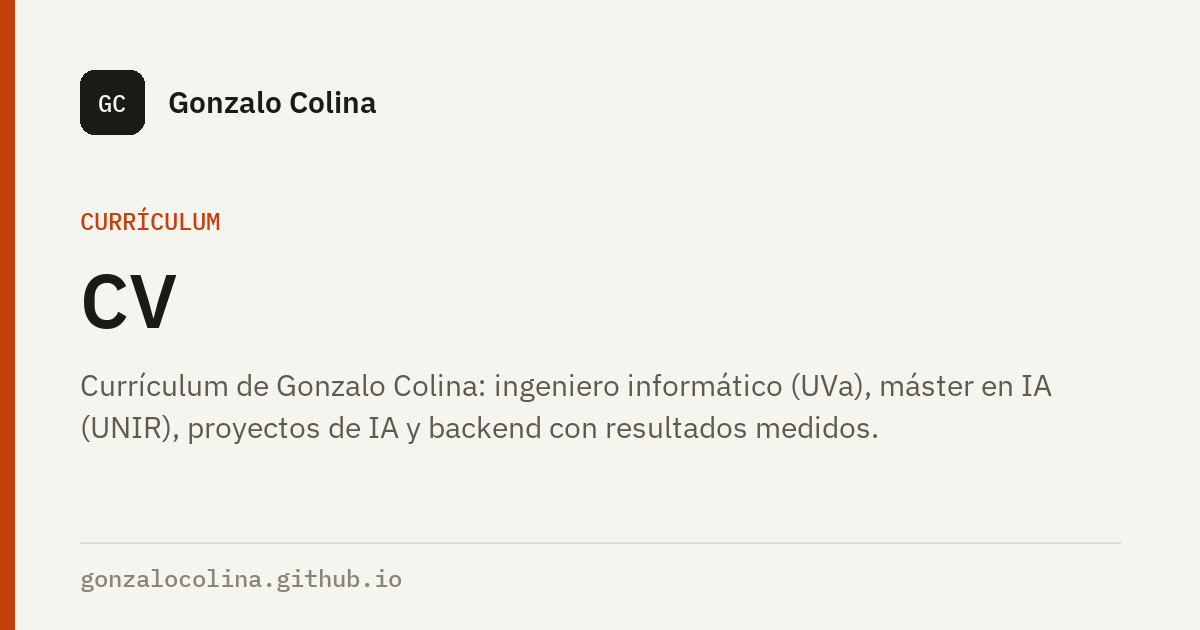 GC
Gonzalo Colina
CURRÍCULUM
CV
Currículum de Gonzalo Colina: ingeniero informático (UVa), máster en IA
(UNIR), proyectos de IA y backend con resultados medidos.
gonzalocolina.github.io